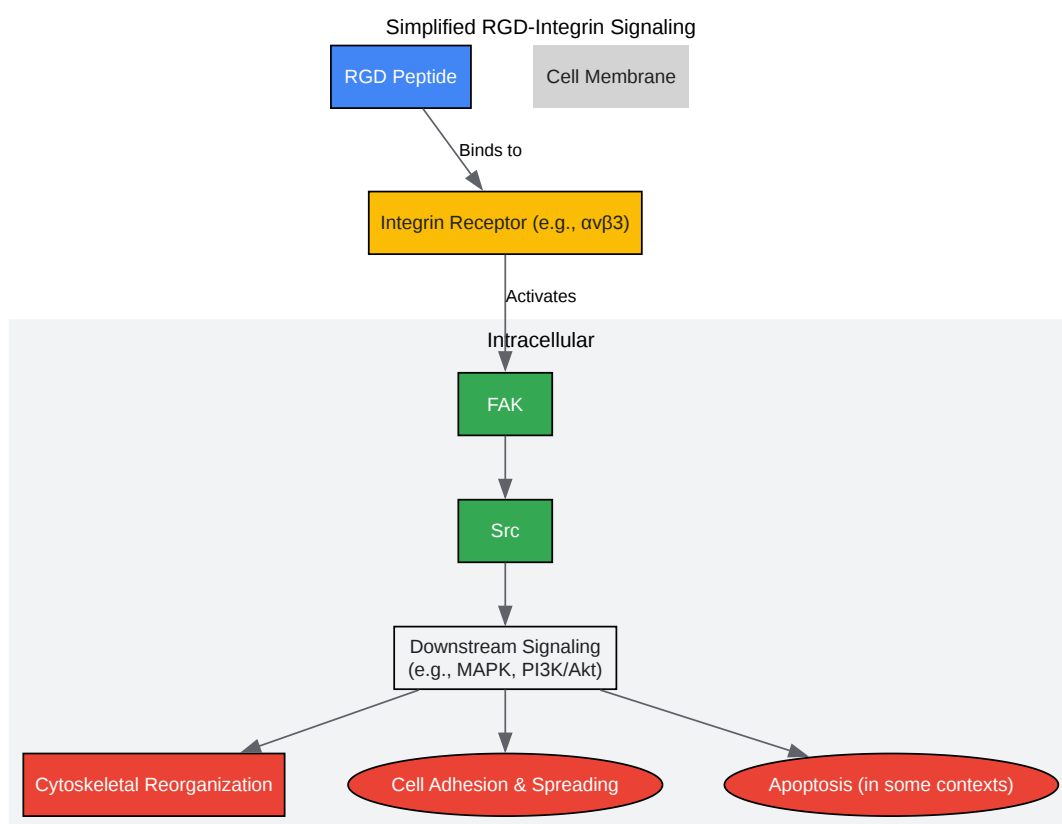 Simplified RGD-Integrin Signaling
RGD Peptide
Cell Membrane
Binds to
Integrin Receptor (e.g., αvβ3)
Activates
Intracellular
FAK
Src
Downstream Signaling
(e.g., MAPK, PI3K/Akt)
Cytoskeletal Reorganization
Cell Adhesion & Spreading
Apoptosis (in some contexts)